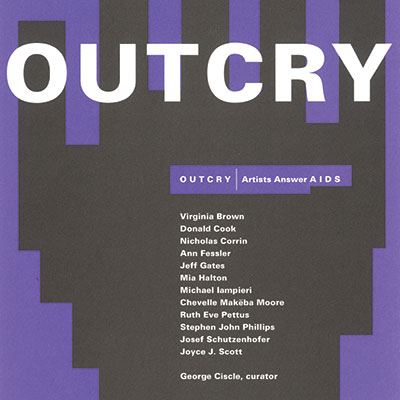 OUTCRY
OUTCRY | Artists Answer AIDS
Virginia Brown
Donald Cook
Nicholas Corrin
Ann Fessler
Jeff Gates
Mia Halton
Michael Iampieri
Chevelle Makëba Moore
Ruth Eve Pettus
Stephen John Phillips
Josef Schutzenhofer
Joyce J. Scott
George Ciscle, curator